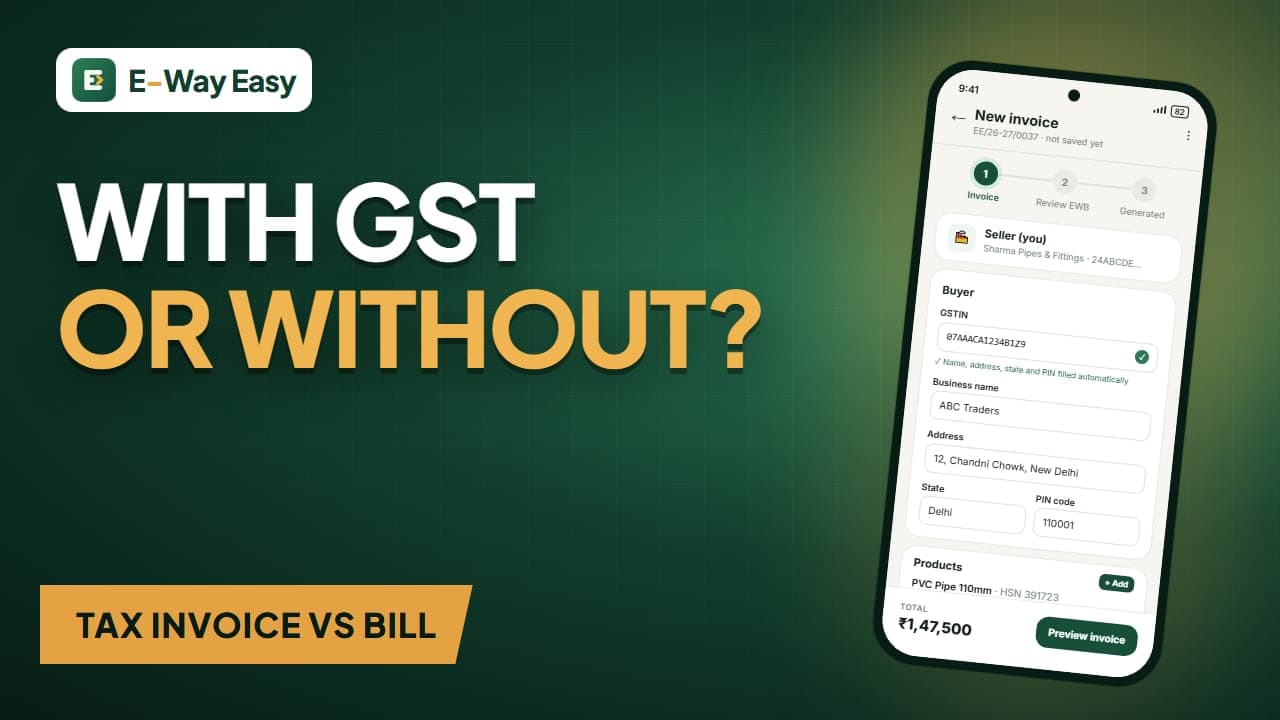 E-Way Easy
WITH GST
OR WITHOUT?
TAX INVOICE VS BILL
9:41
82
← New invoice
EE/26-27/0037 · not saved yet
1
2
3
Invoice
Review EWB
Generated
Seller (you)
Sharma Pipes & Fittings · 24ABCDE...
Buyer
GSTIN
07AAACA1234B1Z9
✓ Name, address, state and PIN filled automatically
Business name
ABC Traders
Address
12, Chandni Chowk, New Delhi
State
PIN code
Delhi
110001
Products
+ Add
PVC Pipe 110mm · HSN 391723
TOTAL
₹1,47,500
Preview invoice